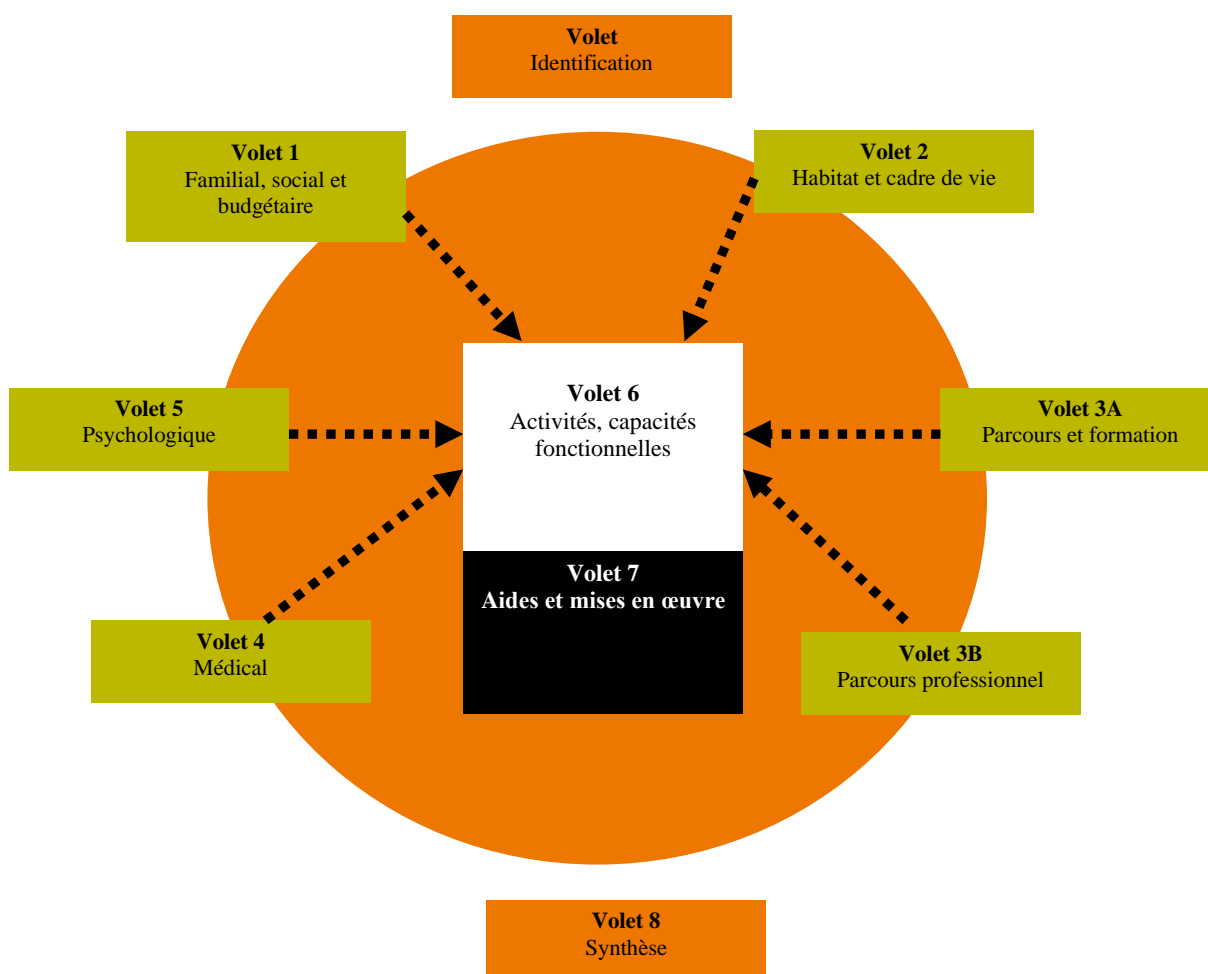 Volet
Identification
Volet 1
Familial, social et
budgétaire
Volet 2
Habitat et cadre de vie
Volet 5
Psychologique
Volet 6
Activités, capacités
fonctionnelles
Volet 3A
Parcours et formation
Volet 7
Aides et mises en œuvre
Volet 4
Médical
Volet 3B
Parcours professionnel
Volet 8
Synthèse